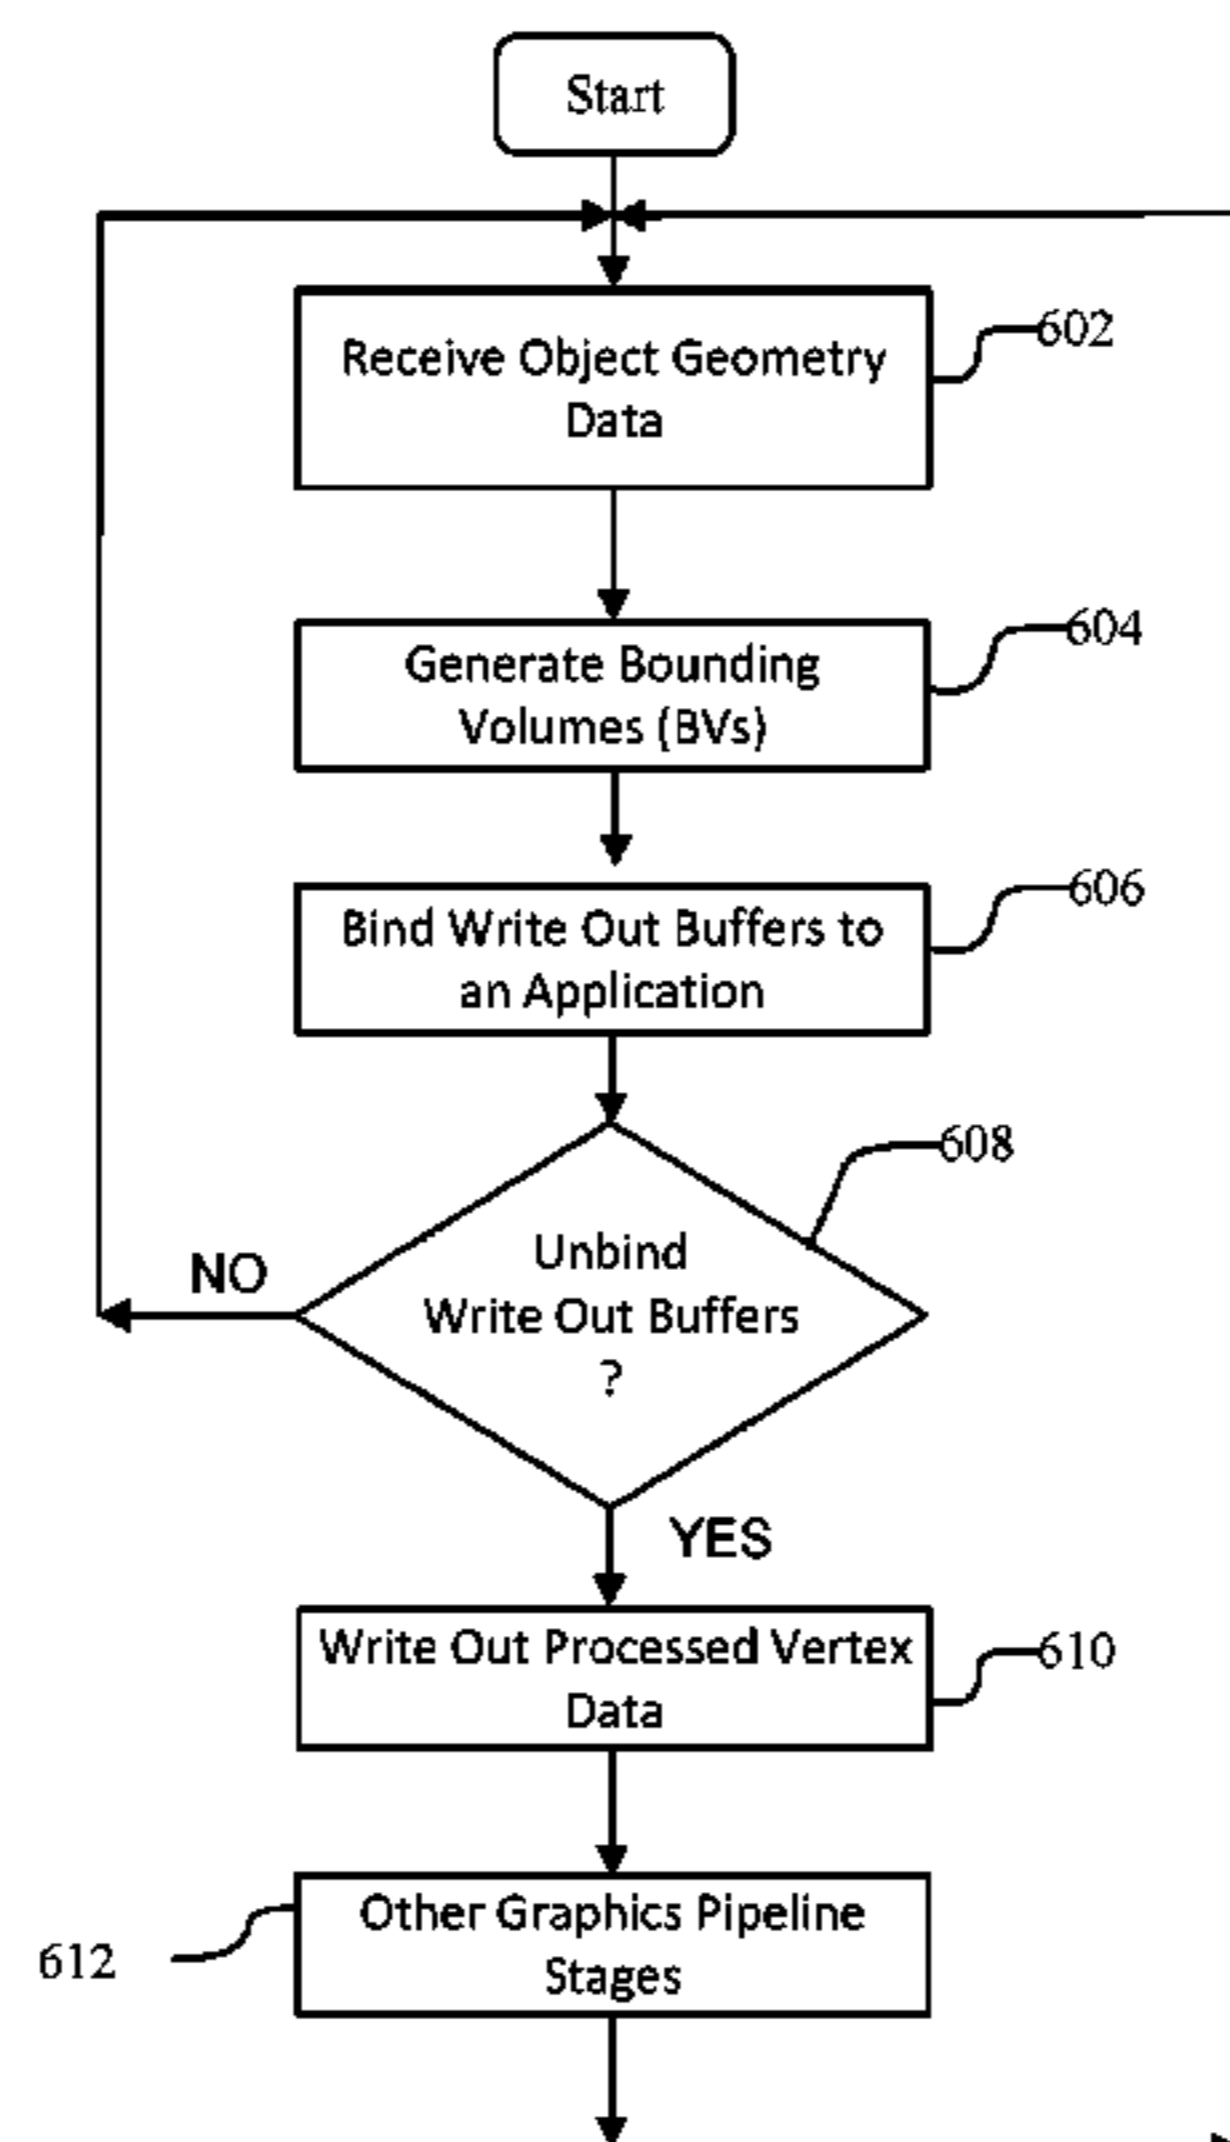 Start
602
Receive Object Geometry
Data
604
Generate Bounding
Volumes (BVs)
606
Bind Write Out Buffers to
an Application
608
Unbind
Write Out Buffers
?
NO
YES
Write Out Processed Vertex
Data
610
Other Graphics Pipeline
Stages
612